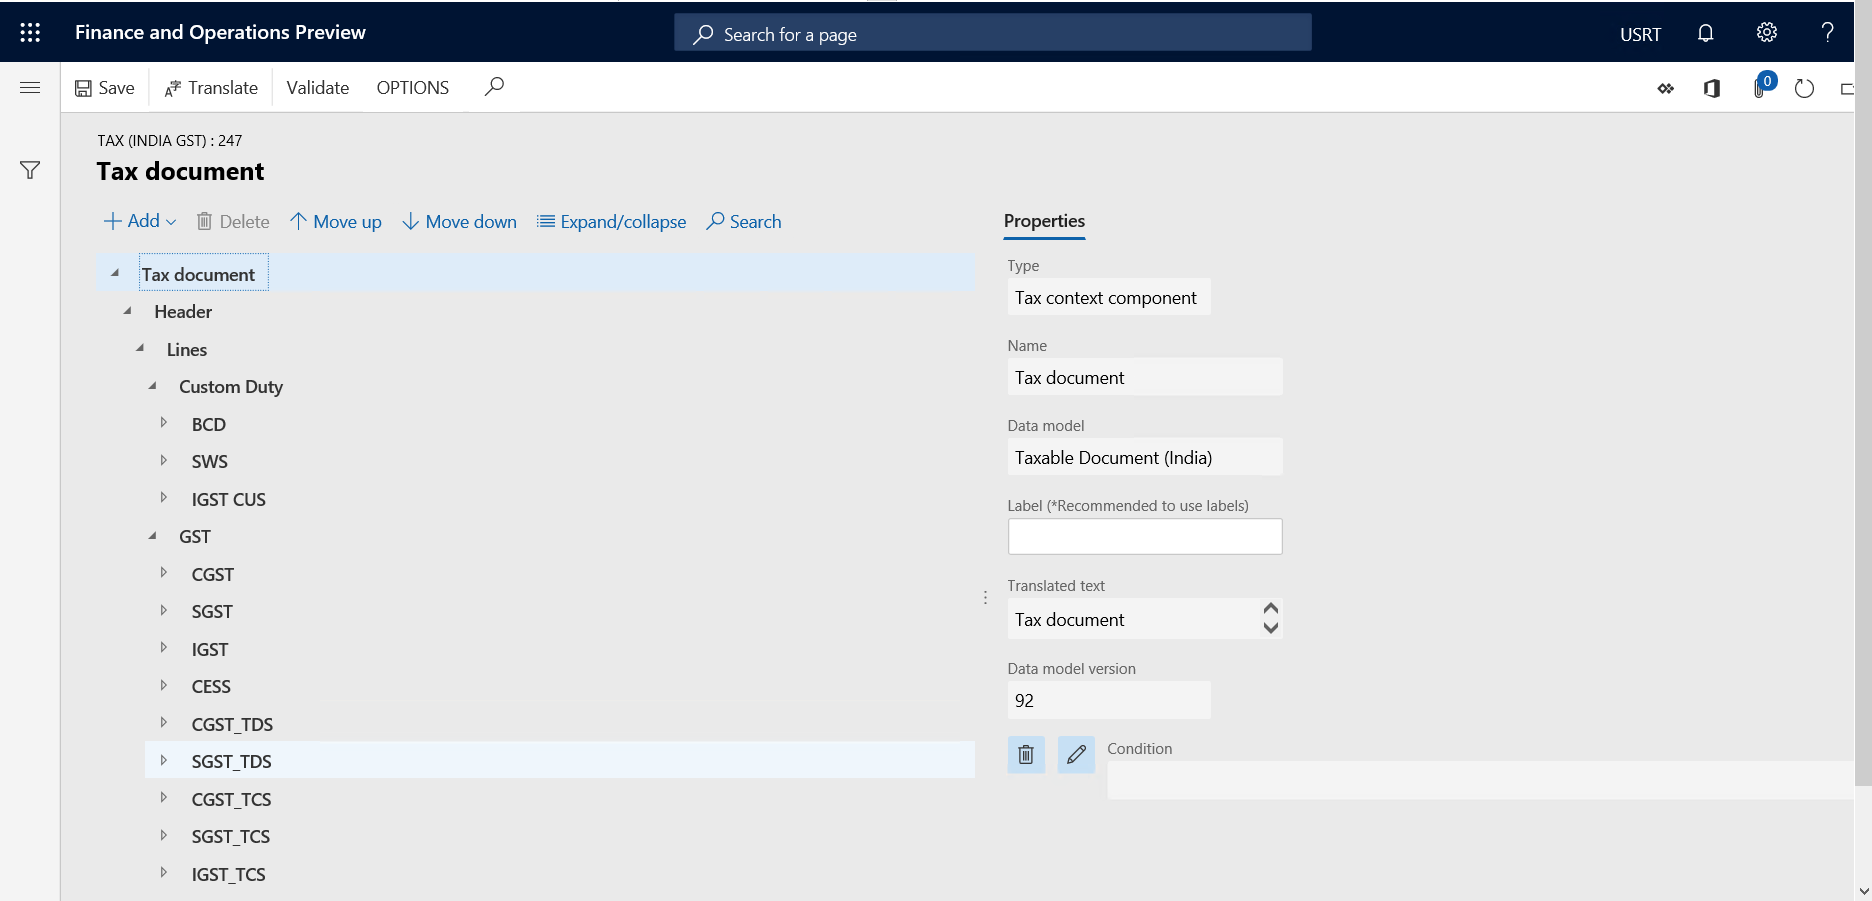 Finance and Operations Preview
Search for a page
USRT
?
Save
Translate
Validate
OPTIONS
0
TAX (INDIA GST) : 247
Tax document
Add
Delete
Move up
Move down
Expand/collapse
Search
Tax document
Header
Lines
Custom Duty
BCD
SWS
IGST CUS
GST
CGST
SGST
IGST
CESS
CGST_TDS
SGST_TDS
CGST_TCS
SGST_TCS
IGST_TCS
Properties
Type
Tax context component
Name
Tax document
Data model
Taxable Document (India)
Label (*Recommended to use labels)
Translated text
Tax document
Data model version
92
Condition